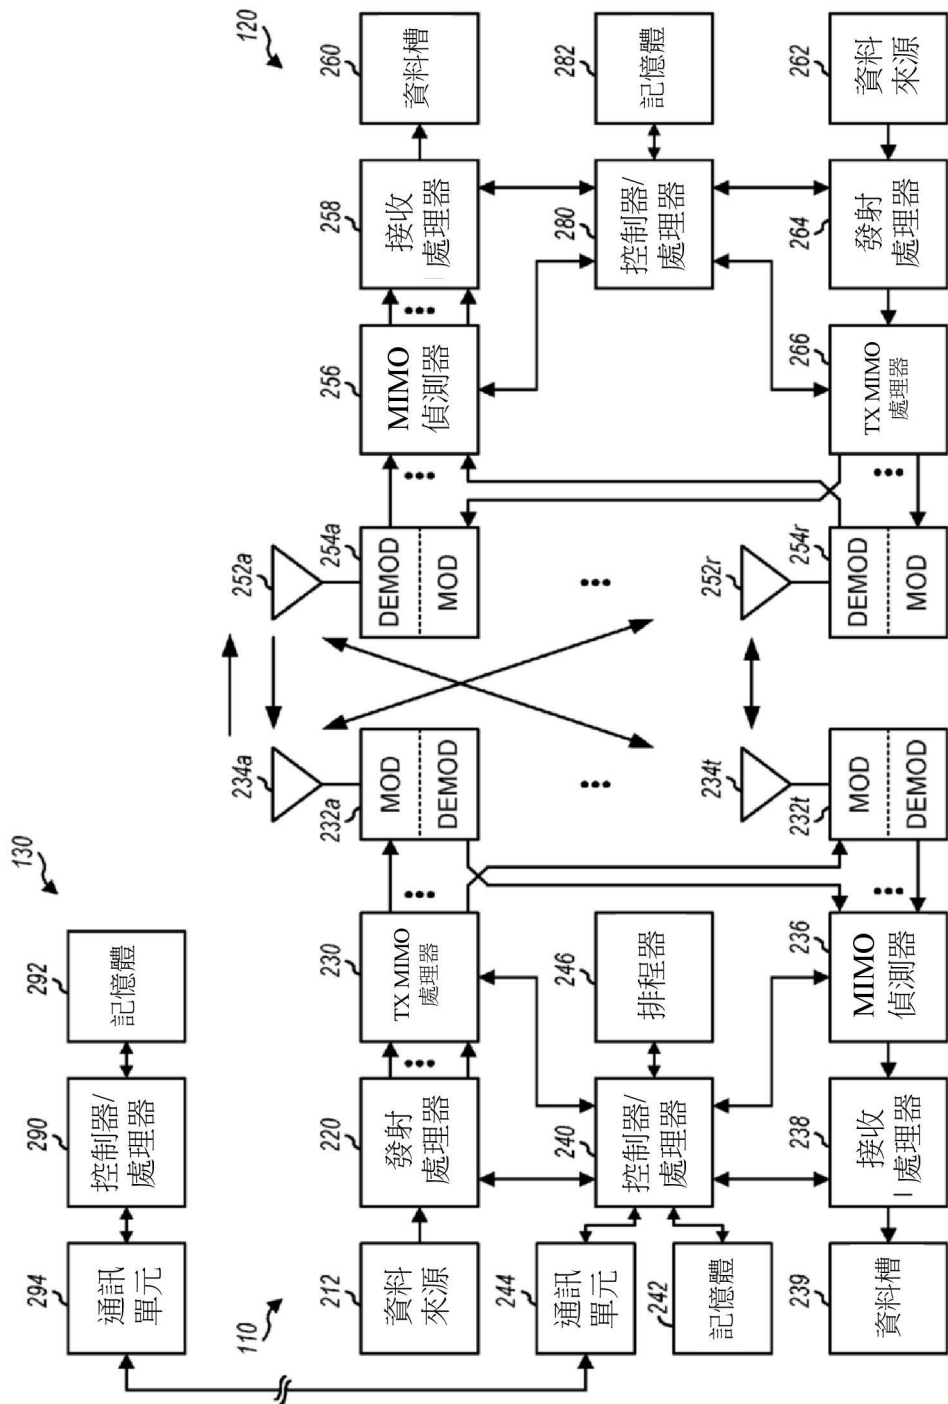 130
294
通訊
單元
290
控制器/
處理器
292
記憶體
110
212
資料
來源
220
發射
處理器
230
TX MIMO
處理器
232a
MOD
DEMOD
234a
252a
254a
DEMOD
MOD
256
MIMO
偵測器
258
接收
處理器
260
資料槽
120
244
通訊
單元
242
記憶體
240
控制器/
處理器
246
排程器
280
控制器/
處理器
282
記憶體
239
資料槽
238
接收
處理器
236
MIMO
偵測器
232t
MOD
DEMOD
234t
252r
254r
DEMOD
MOD
266
TX MIMO
處理器
264
發射
處理器
262
資料
來源